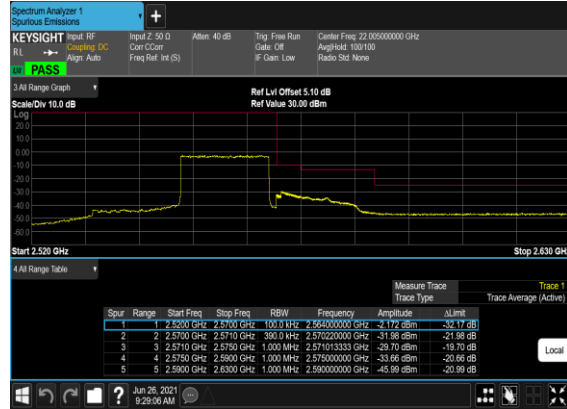 Spectrum Analyzer 1
Spurious Emissions
+
KEYSIGHT Input: RF Input Z: 50 Ω Atten: 40 dB Trig: Free Run Center Freq: 22.005000000 GHz
RL Coupling: DC Corr CCorr Gate: Off Avg|Hold: 100/100
Align: Auto Freq Ref: Int (S) IF Gain: Low Radio Std: None
PASS
3 All Range Graph Ref Lvl Offset 5.10 dB
Scale/Div 10.0 dB Ref Value 30.00 dBm
Log
20.0
10.0
0.00
-10.0
-20.0
-30.0
-40.0
-50.0
-60.0
Start 2.520 GHz Stop 2.630 GH
4 All Range Table
Measure Trace Trace 1
Trace Type Trace Average (Active)
Spur Range Start Freq Stop Freq RBW Frequency Amplitude ΔLimit
1 1 2.5200 GHz 2.5700 GHz 100.0 kHz 2.564000000 GHz -2.172 dBm -32.17 dB
2 2 2.5700 GHz 2.5710 GHz 390.0 kHz 2.570220000 GHz -31.98 dBm -21.98 dB
3 3 2.5710 GHz 2.5750 GHz 1.000 MHz 2.571013333 GHz -29.70 dBm -19.70 dB
4 4 2.5750 GHz 2.5900 GHz 1.000 MHz 2.575000000 GHz -33.66 dBm -20.66 dB
5 5 2.5900 GHz 2.6300 GHz 1.000 MHz 2.590000000 GHz -45.99 dBm -20.99 dB
Local
? Jun 26, 2021
9:29:06 AM